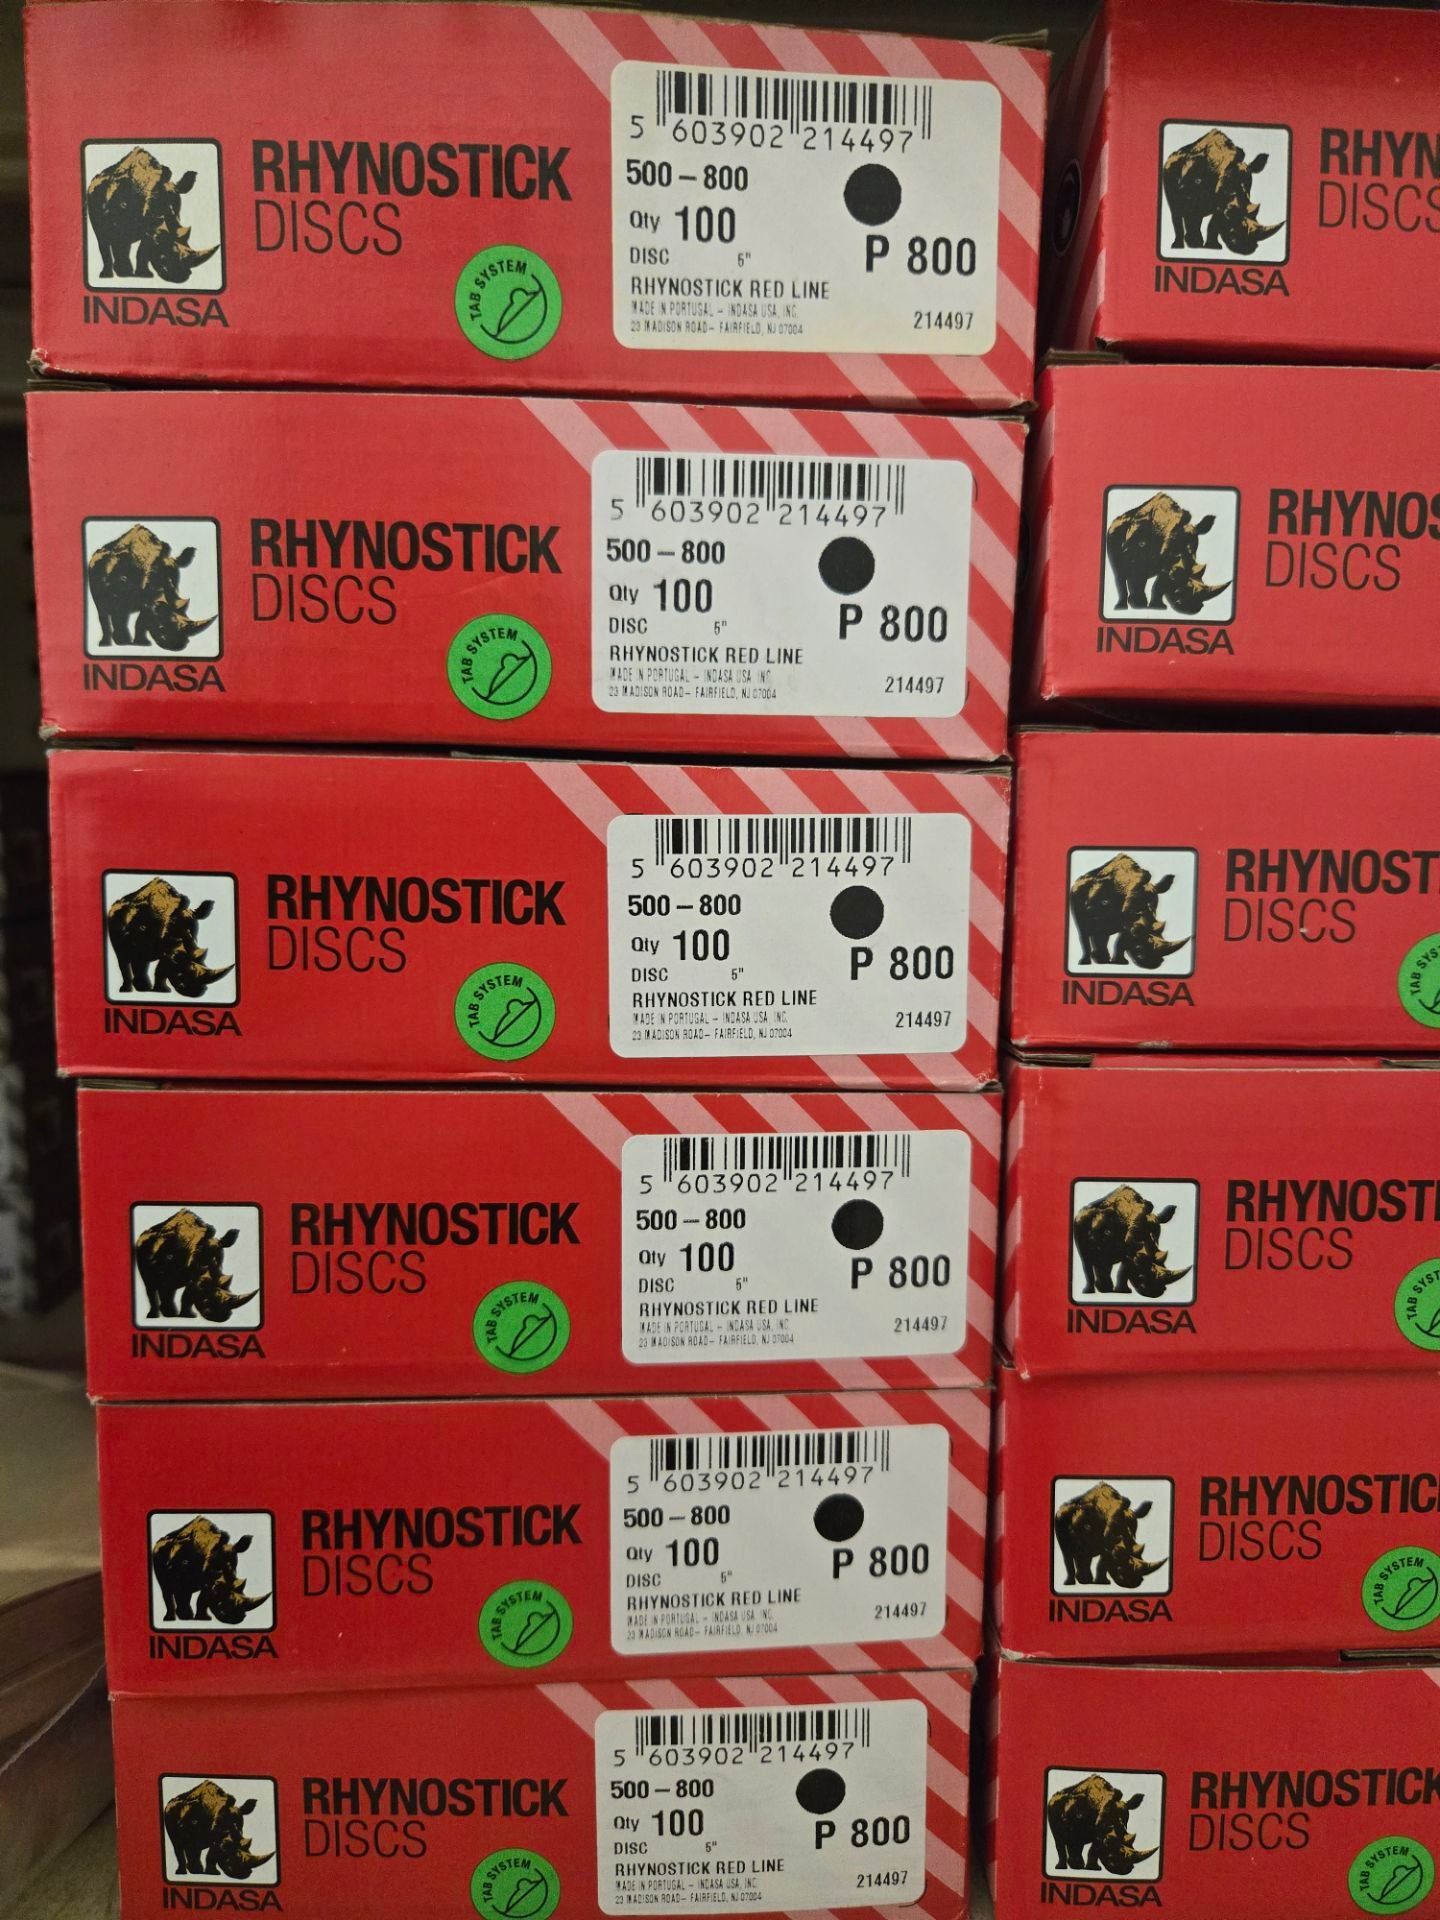 RHYNOSTICK
DISCS
INDASA
TAB SYSTEM
5 603902 214497
500-800
Qty 100
DISC 5"
P 800
RHYNOSTICK RED LINE
MADE IN PORTUGAL - INDASA USA, INC.
23 MADISON ROAD- FAIRFIELD, NJ 07004
214497
RHYNOSTICK
DISCS
INDASA
TAB SYSTEM
5 603902 214497
500-800
Qty 100
DISC 5"
P 800
RHYNOSTICK RED LINE
MADE IN PORTUGAL - INDASA USA, INC.
23 MADISON ROAD- FAIRFIELD, NJ 07004
214497
RHYNOSTICK
DISCS
INDASA
TAB SYSTEM
5 603902 214497
500-800
Qty 100
DISC 5"
P 800
RHYNOSTICK RED LINE
MADE IN PORTUGAL - INDASA USA, INC.
23 MADISON ROAD- FAIRFIELD, NJ 07004
214497
RHYNOSTICK
DISCS
INDASA
TAB SYSTEM
5 603902 214497
500-800
Qty 100
DISC 5"
P 800
RHYNOSTICK RED LINE
MADE IN PORTUGAL - INDASA USA, INC.
23 MADISON ROAD- FAIRFIELD, NJ 07004
214497
RHYNOSTICK
DISCS
INDASA
TAB SYSTEM
5 603902 214497
500-800
Qty 100
DISC 5"
P 800
RHYNOSTICK RED LINE
MADE IN PORTUGAL - INDASA USA, INC.
23 MADISON ROAD- FAIRFIELD, NJ 07004
214497
RHYNOSTICK
DISCS
INDASA
TAB SYSTEM
5 603902 214497
500-800
Qty 100
DISC 5"
P 800
RHYNOSTICK RED LINE
MADE IN PORTUGAL - INDASA USA, INC.
23 MADISON ROAD- FAIRFIELD, NJ 07004
214497
RHYN
DISCS
INDASA
RHYNOS
DISCS
INDASA
RHYNOST
DISCS
INDASA
TAB SYS
RHYNOST
DISCS
INDASA
TAB SYST
RHYNOSTIC
DISCS
INDASA
TAB SYSTEM
RHYNOSTICK
DISCS
INDASA
TAB SYSTEM